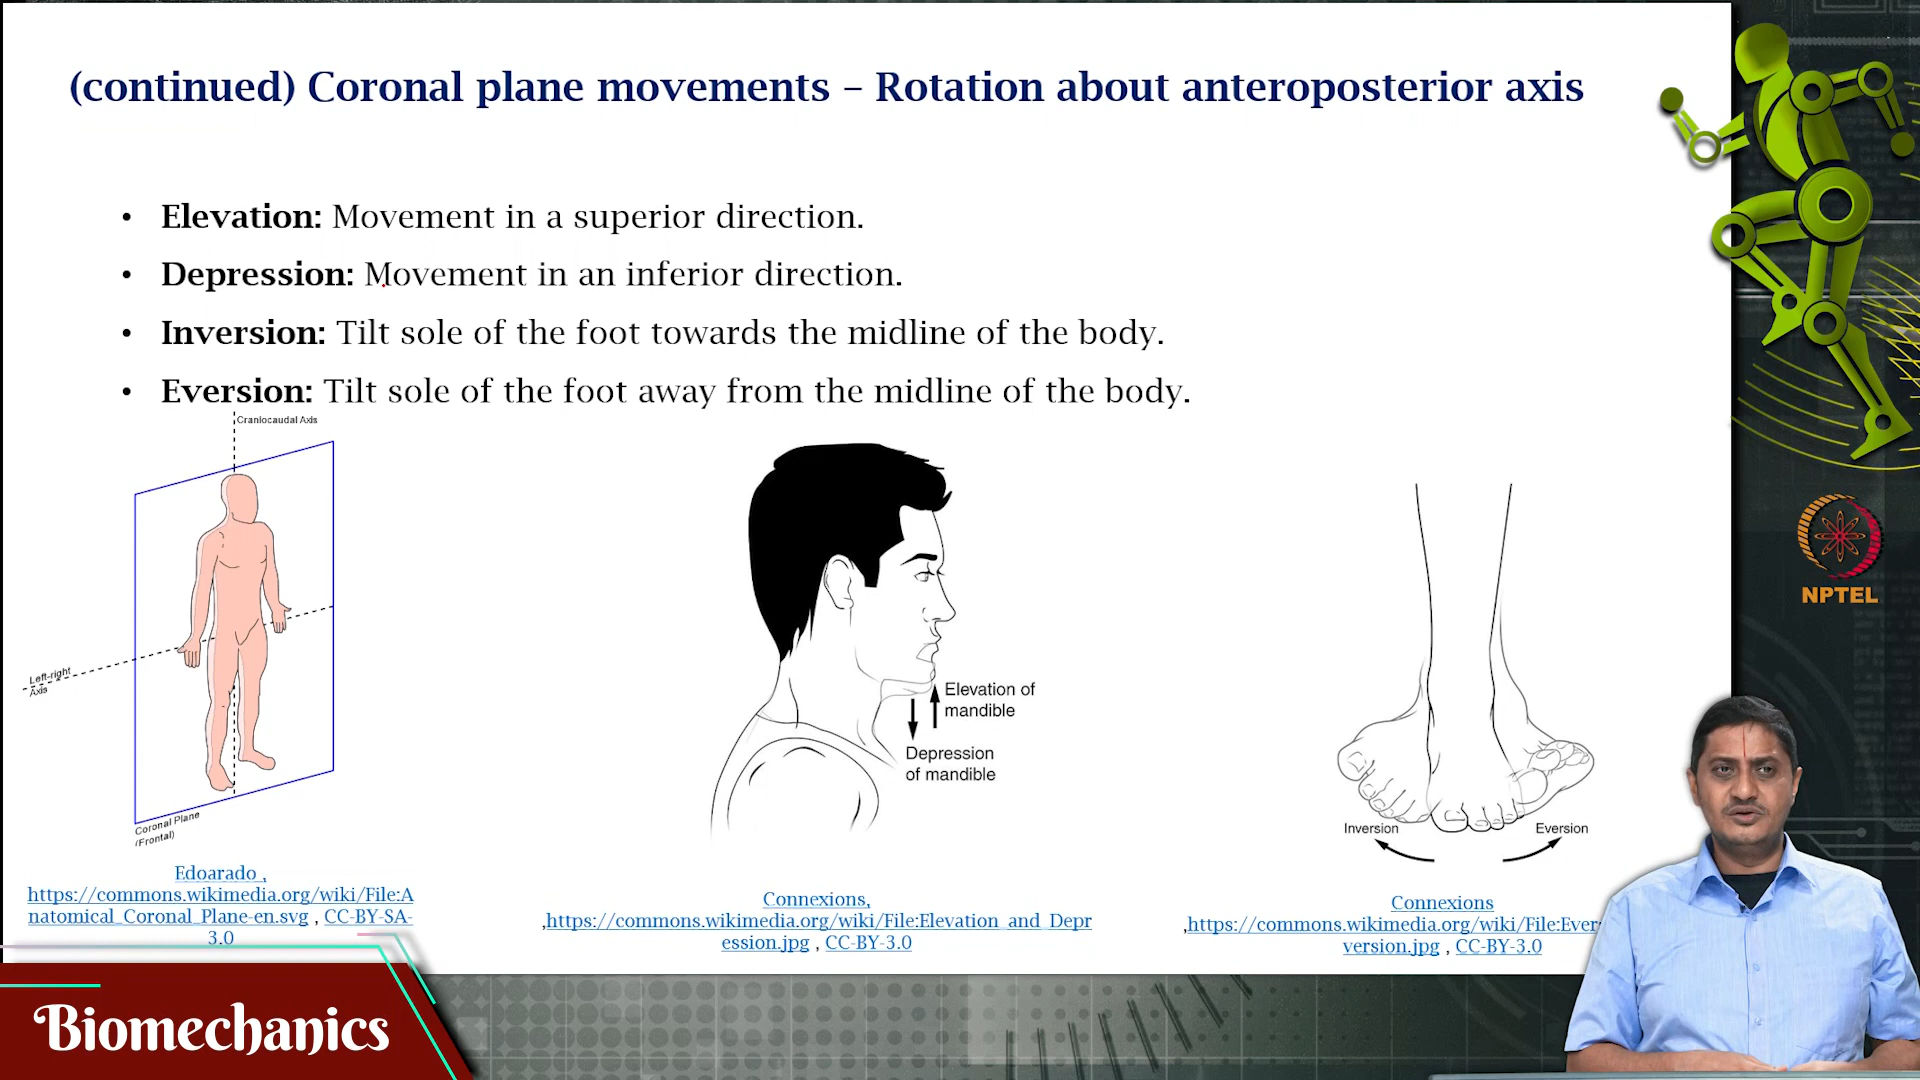 (continued) Coronal plane movements – Rotation about anteroposterior axis
• Elevation: Movement in a superior direction.
• Depression: Movement in an inferior direction.
• Inversion: Tilt sole of the foot towards the midline of the body.
• Eversion: Tilt sole of the foot away from the midline of the body.
Craniocaudal Axis
Left-right
Axis
Coronal Plane
(Frontal)
Elevation of
mandible
Depression
of mandible
Inversion
Eversion
Edoarado ,
https://commons.wikimedia.org/wiki/File:A
natomical_Coronal_Plane-en.svg , CC-BY-SA-
3.0
Connexions,
,https://commons.wikimedia.org/wiki/File:Elevation_and_Depr
ession.jpg , CC-BY-3.0
Connexions
,https://commons.wikimedia.org/wiki/File:Ever
version.jpg , CC-BY-3.0
NPTEL
Biomechanics